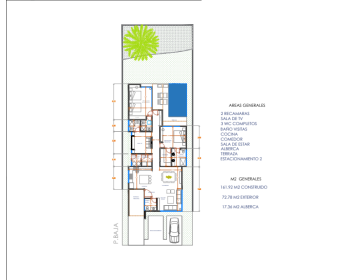 AREAS GENERALES
2 RECAMARAS
SALA DE TV
3 WC COMPLETOS
BAÑO VISITAS
COCINA
COMEDOR
SALA DE ESTAR
ALBERCA
TERRAZA
ESTACIONAMIENTO 2
M2 GENERALES
161.92 M2 CONSTRUIDO
72.78 M2 EXTERIOR
17.36 M2 ALBERCA
P.BAJA